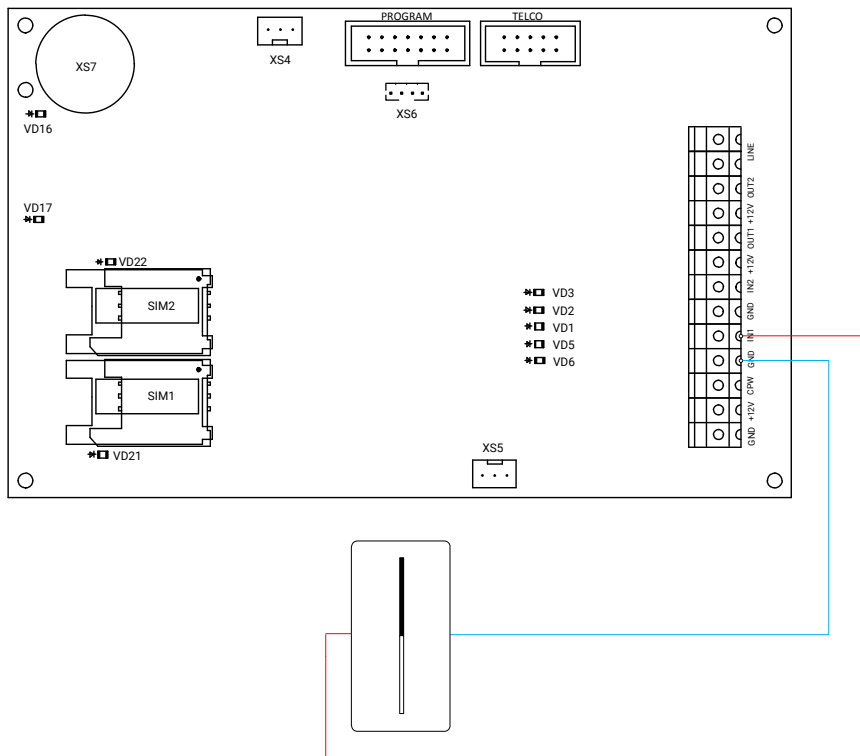 PROGRAM
TELCO
XS7
XS4
XS6
VD16
VD17
VD22
SIM2
SIM1
VD21
VD3
VD2
VD1
VD5
VD6
XS5
LINE
OUT2
+12V
OUT1
+12V
IN2
GND
IN1
GND
CPW
+12V
GND